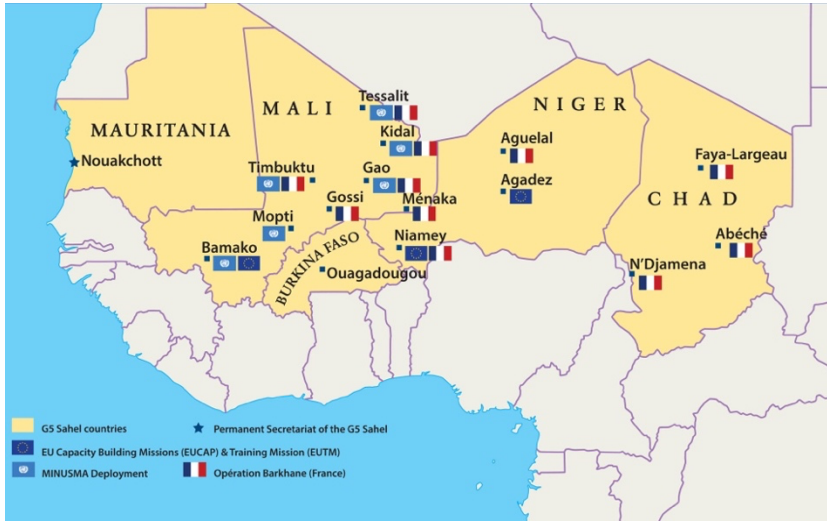 Tessalit
NIGER
MALI
Kidal
MAURITANIA
Aguelal
Nouakchott
Timbuktu
Gao
Faya-Largeau
Agadez
Gossi
Ménaka
CHAD
Mopti
Niamey
Abéché
Bamako
BURKINA FASO
Ouagadougou
N'Djamena
G5 Sahel countries
Permanent Secretariat of the G5 Sahel
EU Capacity Building Missions (EUCAP) & Training Mission (EUTM)
MINUSMA Deployment
Opération Barkhane (France)